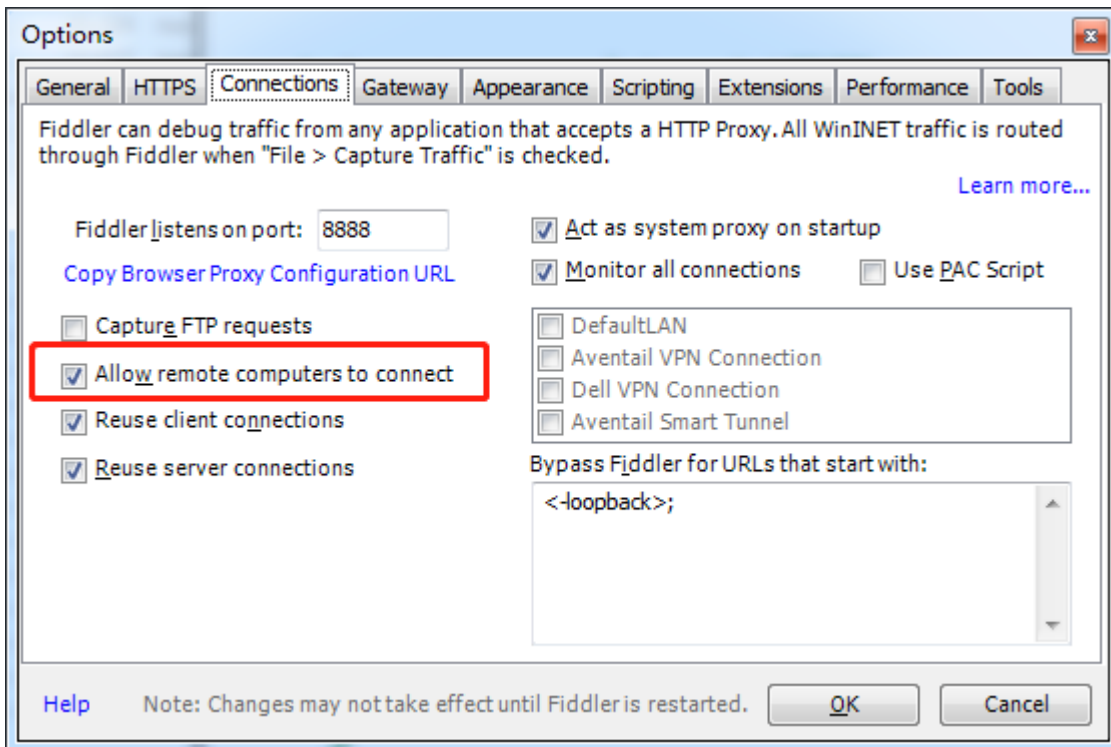 Options
General HTTPS Connections Gateway Appearance Scripting Extensions Performance Tools
Fiddler can debug traffic from any application that accepts a HTTP Proxy. All WinINET traffic is routed
through Fiddler when "File > Capture Traffic" is checked.
Learn more...
Fiddler listens on port: 8888
Copy Browser Proxy Configuration URL
Capture FTP requests
Allow remote computers to connect
Reuse client connections
Reuse server connections
Act as system proxy on startup
Monitor all connections Use PAC Script
DefaultLAN
Aventail VPN Connection
Dell VPN Connection
Aventail Smart Tunnel
Bypass Fiddler for URLs that start with:
<-loopback>;
Help Note: Changes may not take effect until Fiddler is restarted. OK Cancel